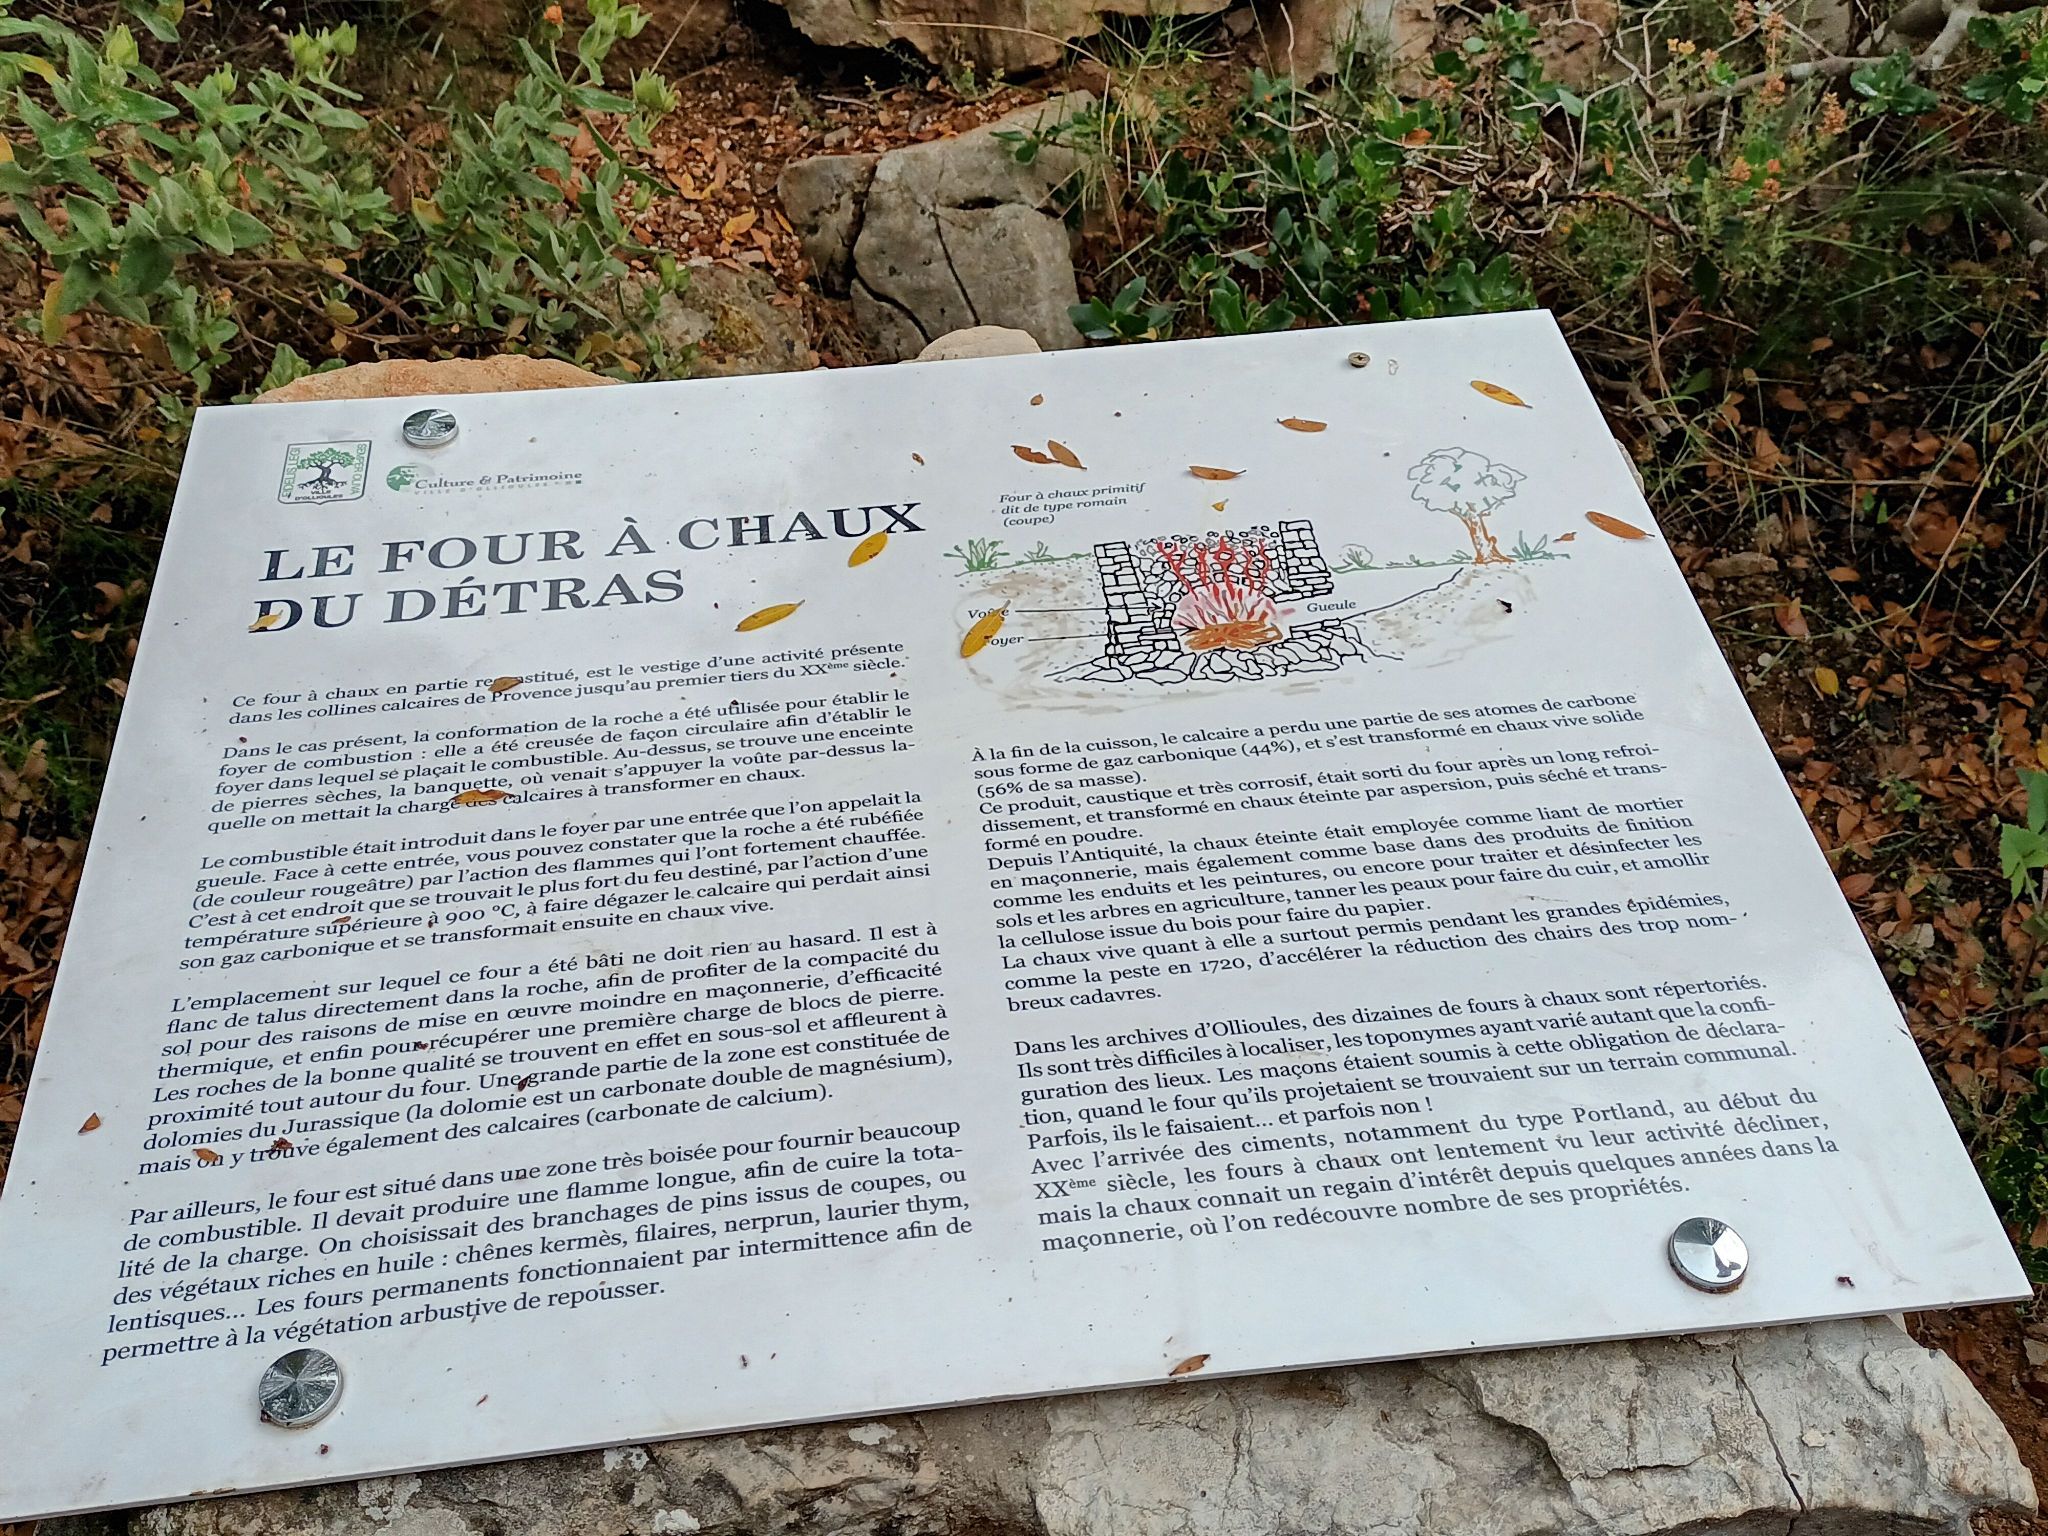 FIDELIS LEGI
SEMPER OLIVA
VILLE
D'OLLIOULES
Culture & Patrimoine
VILLE D'OLLIOULES
LE FOUR À CHAUX
DU DÉTRAS
Ce four à chaux en partie reconstitué, est le vestige d'une activité présente
dans les collines calcaires de Provence jusqu'au premier tiers du XXème siècle.
Dans le cas présent, la conformation de la roche a été utilisée pour établir le
foyer de combustion : elle a été creusée de façon circulaire afin d'établir le
foyer dans lequel se plaçait le combustible. Au-dessus, se trouve une enceinte
de pierres sèches, la banquette, où venait s'appuyer la voûte par-dessus la-
quelle on mettait la charge des calcaires à transformer en chaux.
Le combustible était introduit dans le foyer par une entrée que l'on appelait la
gueule. Face à cette entrée, vous pouvez constater que la roche a été rubéfiée
(de couleur rougeâtre) par l'action des flammes qui l'ont fortement chauffée.
C'est à cet endroit que se trouvait le plus fort du feu destiné, par l'action d'une
température supérieure à 900 °C, à faire dégazer le calcaire qui perdait ainsi
son gaz carbonique et se transformait ensuite en chaux vive.
L'emplacement sur lequel ce four a été bâti ne doit rien au hasard. Il est à
flanc de talus directement dans la roche, afin de profiter de la compacité du
sol pour des raisons de mise en œuvre moindre en maçonnerie, d'efficacité
thermique, et enfin pour récupérer une première charge de blocs de pierre.
Les roches de la bonne qualité se trouvent en effet en sous-sol et affleurent à
proximité tout autour du four. Une grande partie de la zone est constituée de
dolomies du Jurassique (la dolomie est un carbonate double de magnésium),
mais on y trouve également des calcaires (carbonate de calcium).
Par ailleurs, le four est situé dans une zone très boisée pour fournir beaucoup
de combustible. Il devait produire une flamme longue, afin de cuire la tota-
lité de la charge. On choisissait des branchages de pins issus de coupes, ou
des végétaux riches en huile : chênes kermès, filaires, nerprun, laurier thym,
lentisques... Les fours permanents fonctionnaient par intermittence afin de
permettre à la végétation arbustive de repousser.
Four à chaux primitif
dit de type romain
(coupe)
Voûte
Foyer
Gueule
À la fin de la cuisson, le calcaire a perdu une partie de ses atomes de carbone
sous forme de gaz carbonique (44%), et s'est transformé en chaux vive solide
(56% de sa masse).
Ce produit, caustique et très corrosif, était sorti du four après un long refroi-
dissement, et transformé en chaux éteinte par aspersion, puis séché et trans-
formé en poudre.
Depuis l'Antiquité, la chaux éteinte était employée comme liant de mortier
en maçonnerie, mais également comme base dans des produits de finition
comme les enduits et les peintures, ou encore pour traiter et désinfecter les
sols et les arbres en agriculture, tanner les peaux pour faire du cuir, et amollir
la cellulose issue du bois pour faire du papier.
La chaux vive quant à elle a surtout permis pendant les grandes épidémies,
comme la peste en 1720, d'accélérer la réduction des chairs des trop nom-
breux cadavres.
Dans les archives d'Ollioules, des dizaines de fours à chaux sont répertoriés.
Ils sont très difficiles à localiser, les toponymes ayant varié autant que la confi-
guration des lieux. Les maçons étaient soumis à cette obligation de déclara-
tion, quand le four qu'ils projetaient se trouvaient sur un terrain communal.
Parfois, ils le faisaient... et parfois non !
Avec l'arrivée des ciments, notamment du type Portland, au début du
XXème siècle, les fours à chaux ont lentement vu leur activité décliner,
mais la chaux connait un regain d'intérêt depuis quelques années dans la
maçonnerie, où l'on redécouvre nombre de ses propriétés.